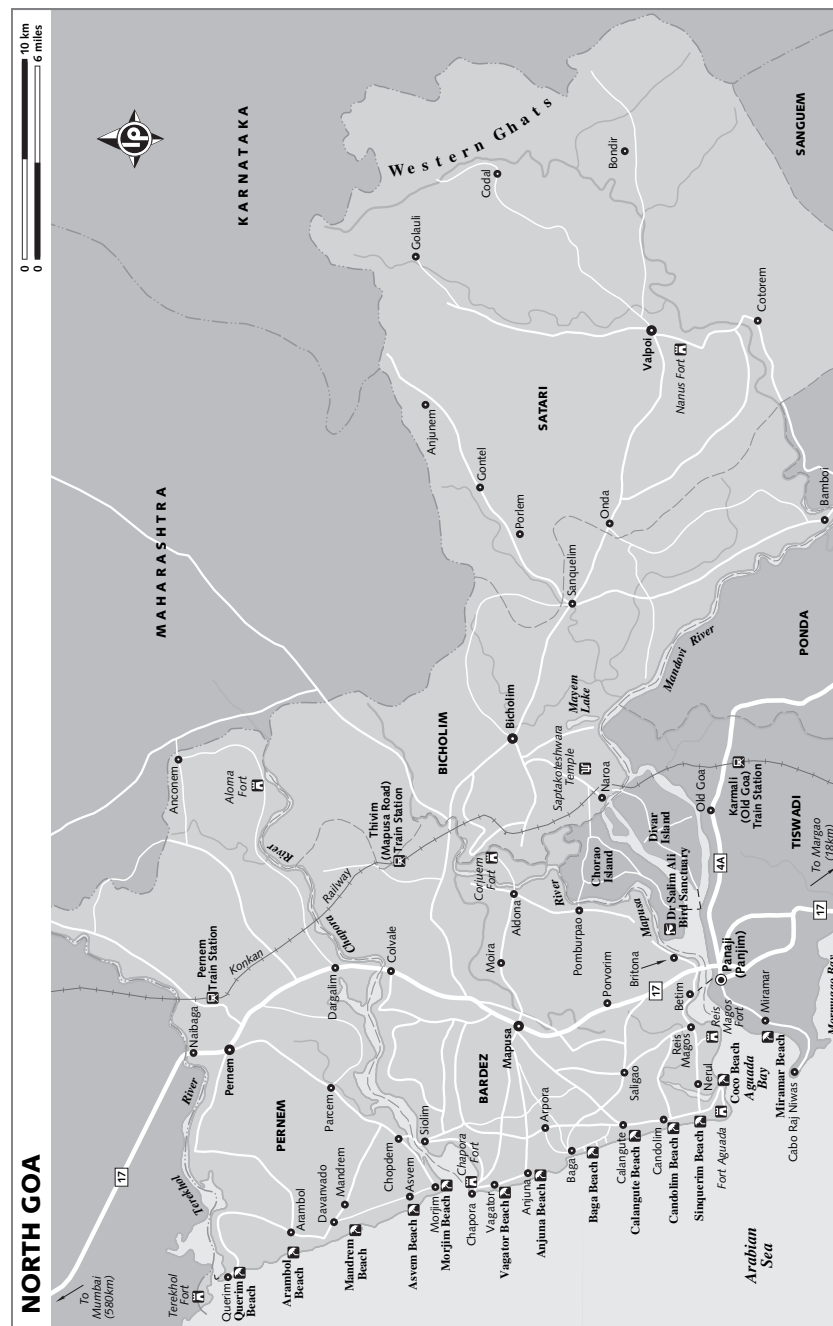 NORTH GOA
0
10 km
0
6 miles
To
Mumbai
(580km)
17
MAHARASHTRA
KARNATAKA
Western Ghats
SANGUEM
Terekhol
Fort
Querim
Querim
Beach
Terekhol
River
Naibaga
Pernem
Train Station
Pernem
PERNEM
Konkan
Railway
Anconem
Aloma
Fort
Arambol
Arambol
Beach
Davanvado
Mandrem
Mandrem
Beach
Parcem
Dargalim
Chapora
River
Colvale
Thivim
(Mapusa Road)
Train Station
Chopdem
Asvem
Asvem Beach
Morjim
Morjim Beach
Siolim
Chapora
Chapora
Fort
Vagator
Vagator Beach
Anjuna
Anjuna Beach
Arpora
BARDEZ
Mapusa
Moira
Aldona
Corjuem
Fort
BICHOLIM
Bicholim
Mayem
Lake
Saptakoleshwara
Temple
Naroa
Sanquelim
Porlem
Gontel
Anjunem
SATARI
Golauli
Codal
Bondir
Valpoi
Nanus Fort
Onda
Cotorem
Bamboi
Baga
Baga Beach
Calangute
Calangute Beach
Candolim
Candolim Beach
Sinquerim Beach
Fort Aguada
Saligao
Porvorim
Pomburpao
Mapusa
River
Chorao
Island
Divar
Island
Dr Salim Ali
Bird Sanctuary
Britona
17
Betim
Reis
Magos
Reis
Magos
Fort
Nerul
Coco Beach
Aguada
Bay
Miramar
Miramar Beach
Cabo Raj Niwas
Panaji
(Panjim)
4A
Old Goa
Karmali
(Old Goa)
Train Station
TISWADI
Mandovi River
PONDA
To Margao
(18km)
17
Mormugao Bay
Arabian
Sea